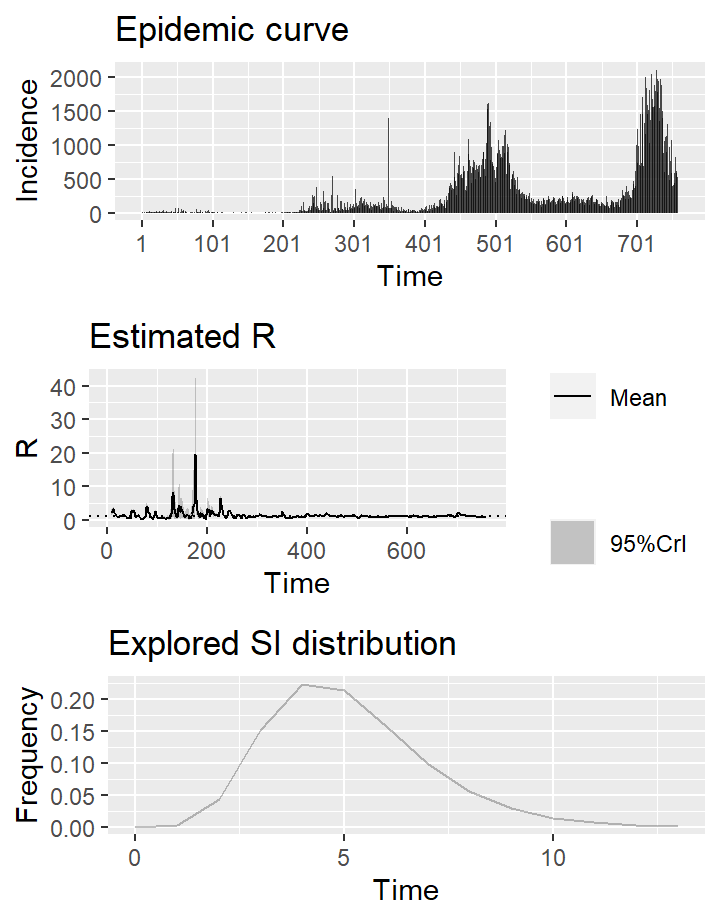 Epidemic curve
Incidence
2000
1500
1000
500
0
1 101 201 301 401 501 601 701
Time
Estimated R
R
40
30
20
10
0
0 200 400 600
Time
Mean
95%CrI
Explored SI distribution
Frequency
0.20
0.15
0.10
0.05
0.00
0 5 10
Time